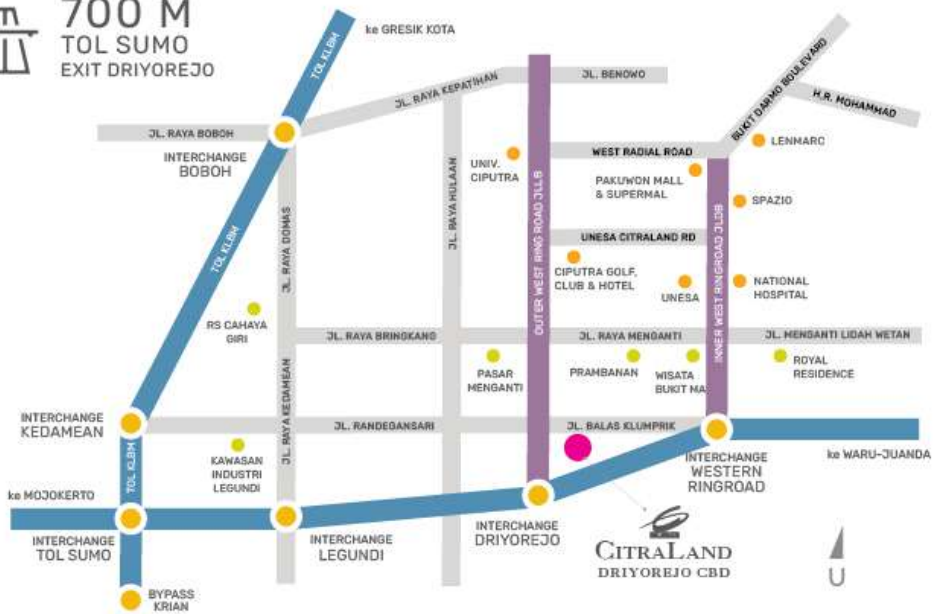 700 M
TOL SUMO
EXIT DRIYOREJO
ke GRESIK KOTA
TOL KLBM
JL. RAYA KEPATIHAN
JL. BENOWO
BUKIT DARMO BOULEVARD
H.R. MOHAMMAD
JL. RAYA BOBOH
INTERCHANGE
BOBOH
UNIV.
CIPUTRA
WEST RADIAL ROAD
LENMARC
PAKUWON MALL
& SUPERMAL
SPAZIO
JL. RAYA DOMAS
JL. RAYA HULAAN
OUTER WEST RING ROAD JLLB
INNER WEST RINGROAD JLDB
TOL KLBM
UNESA CITRALAND RD
CIPUTRA GOLF,
CLUB & HOTEL
UNESA
NATIONAL
HOSPITAL
RS CAHAYA
GIRI
JL. RAYA BRINGKANG
JL. RAYA MENGANTI
JL. MENGANTI LIDAH WETAN
PASAR
MENGANTI
PRAMBANAN
WISATA
BUKIT MA
ROYAL
RESIDENCE
INTERCHANGE
KEDAMEAN
JL. RAYA KEDAMEAN
JL. RANDEGANSARI
JL. BALAS KLUMPRIK
TOL KLBM
KAWASAN
INDUSTRI
LEGUNDI
INTERCHANGE
WESTERN
RINGROAD
ke WARU-JUANDA
ke MOJOKERTO
INTERCHANGE
TOL SUMO
INTERCHANGE
LEGUNDI
INTERCHANGE
DRIYOREJO
CITRALAND
DRIYOREJO CBD
U
BYPASS
KRIAN